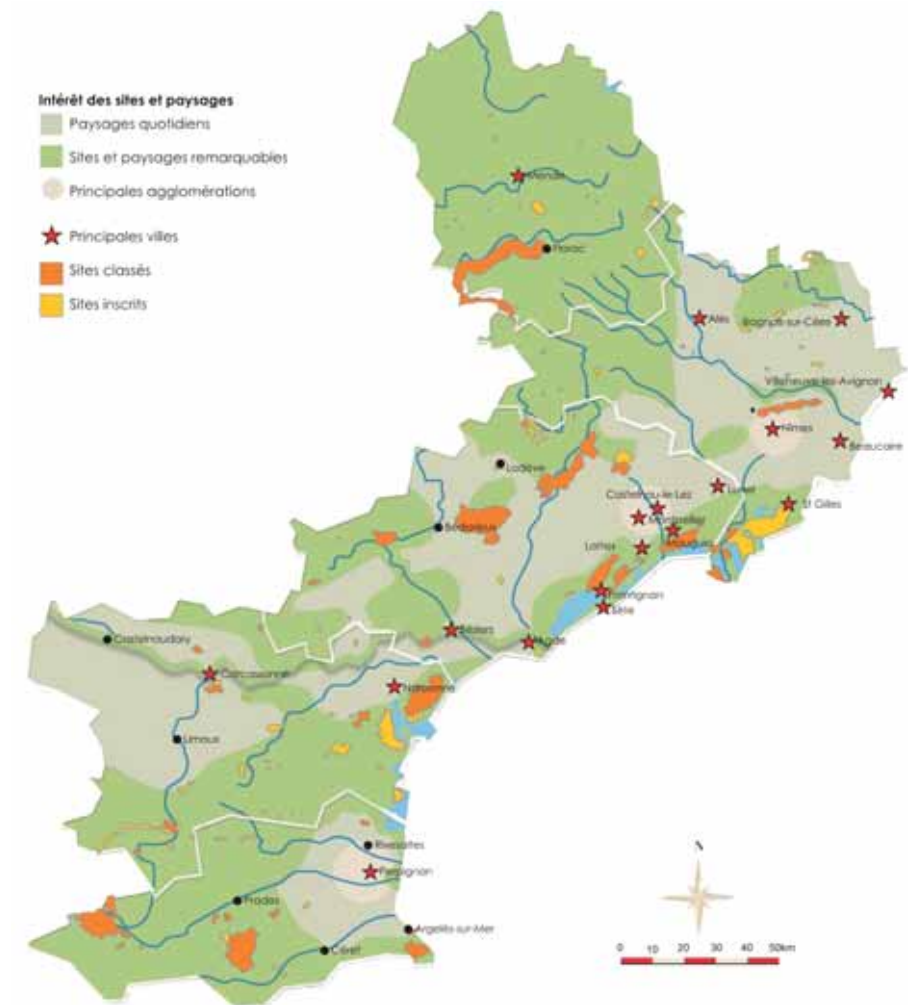 Intérêt des sites et paysages
Paysages quotidiens
Sites et paysages remarquables
Principales agglomérations
Principales villes
Sites classés
Sites inscrits
Mende
Florac
Alès
Bagnols-sur-Cèze
Villeneuve-les-Avignon
Nîmes
Beaucaire
Lodève
Lunel
St Gilles
Castelnau-le Lez
Montpellier
Mauguio
Lattes
Bédarieux
Frontignan
Sète
Béziers
Agde
Castelnaudary
Carcassonne
Narbonne
Limoux
Rivesaltes
Perpignan
Prades
Argelès-sur-Mer
Céret
N
0 10 20 30 40 50km